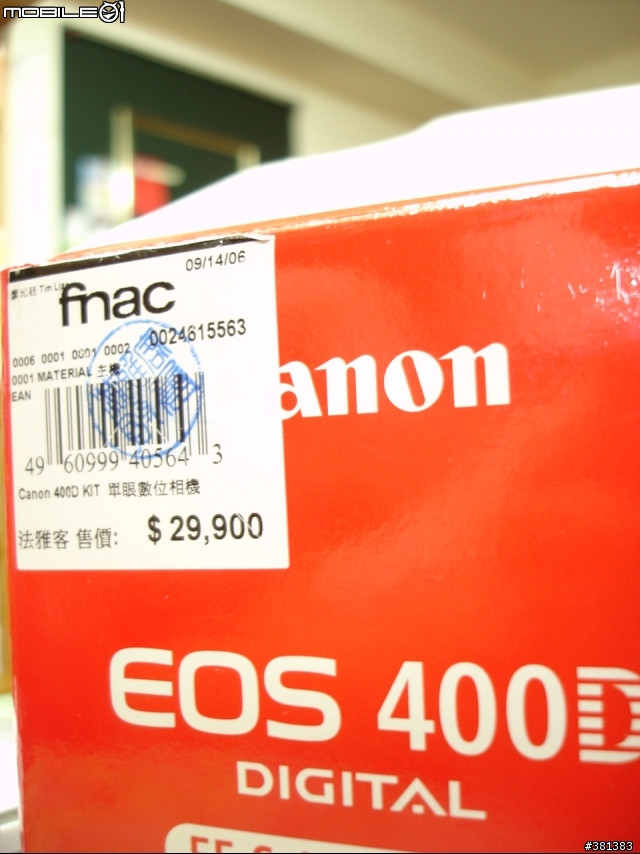 MOBILE01
09/14/06
fnac
0024615563
0006 0001 0001 0002
0001 MATERIAL 主機
EAN
49 60999 40564 3
Canon 400D KIT 單眼數位相機
法雅客 售價: $ 29,900
anon
EOS 400D
DIGITAL
#381383